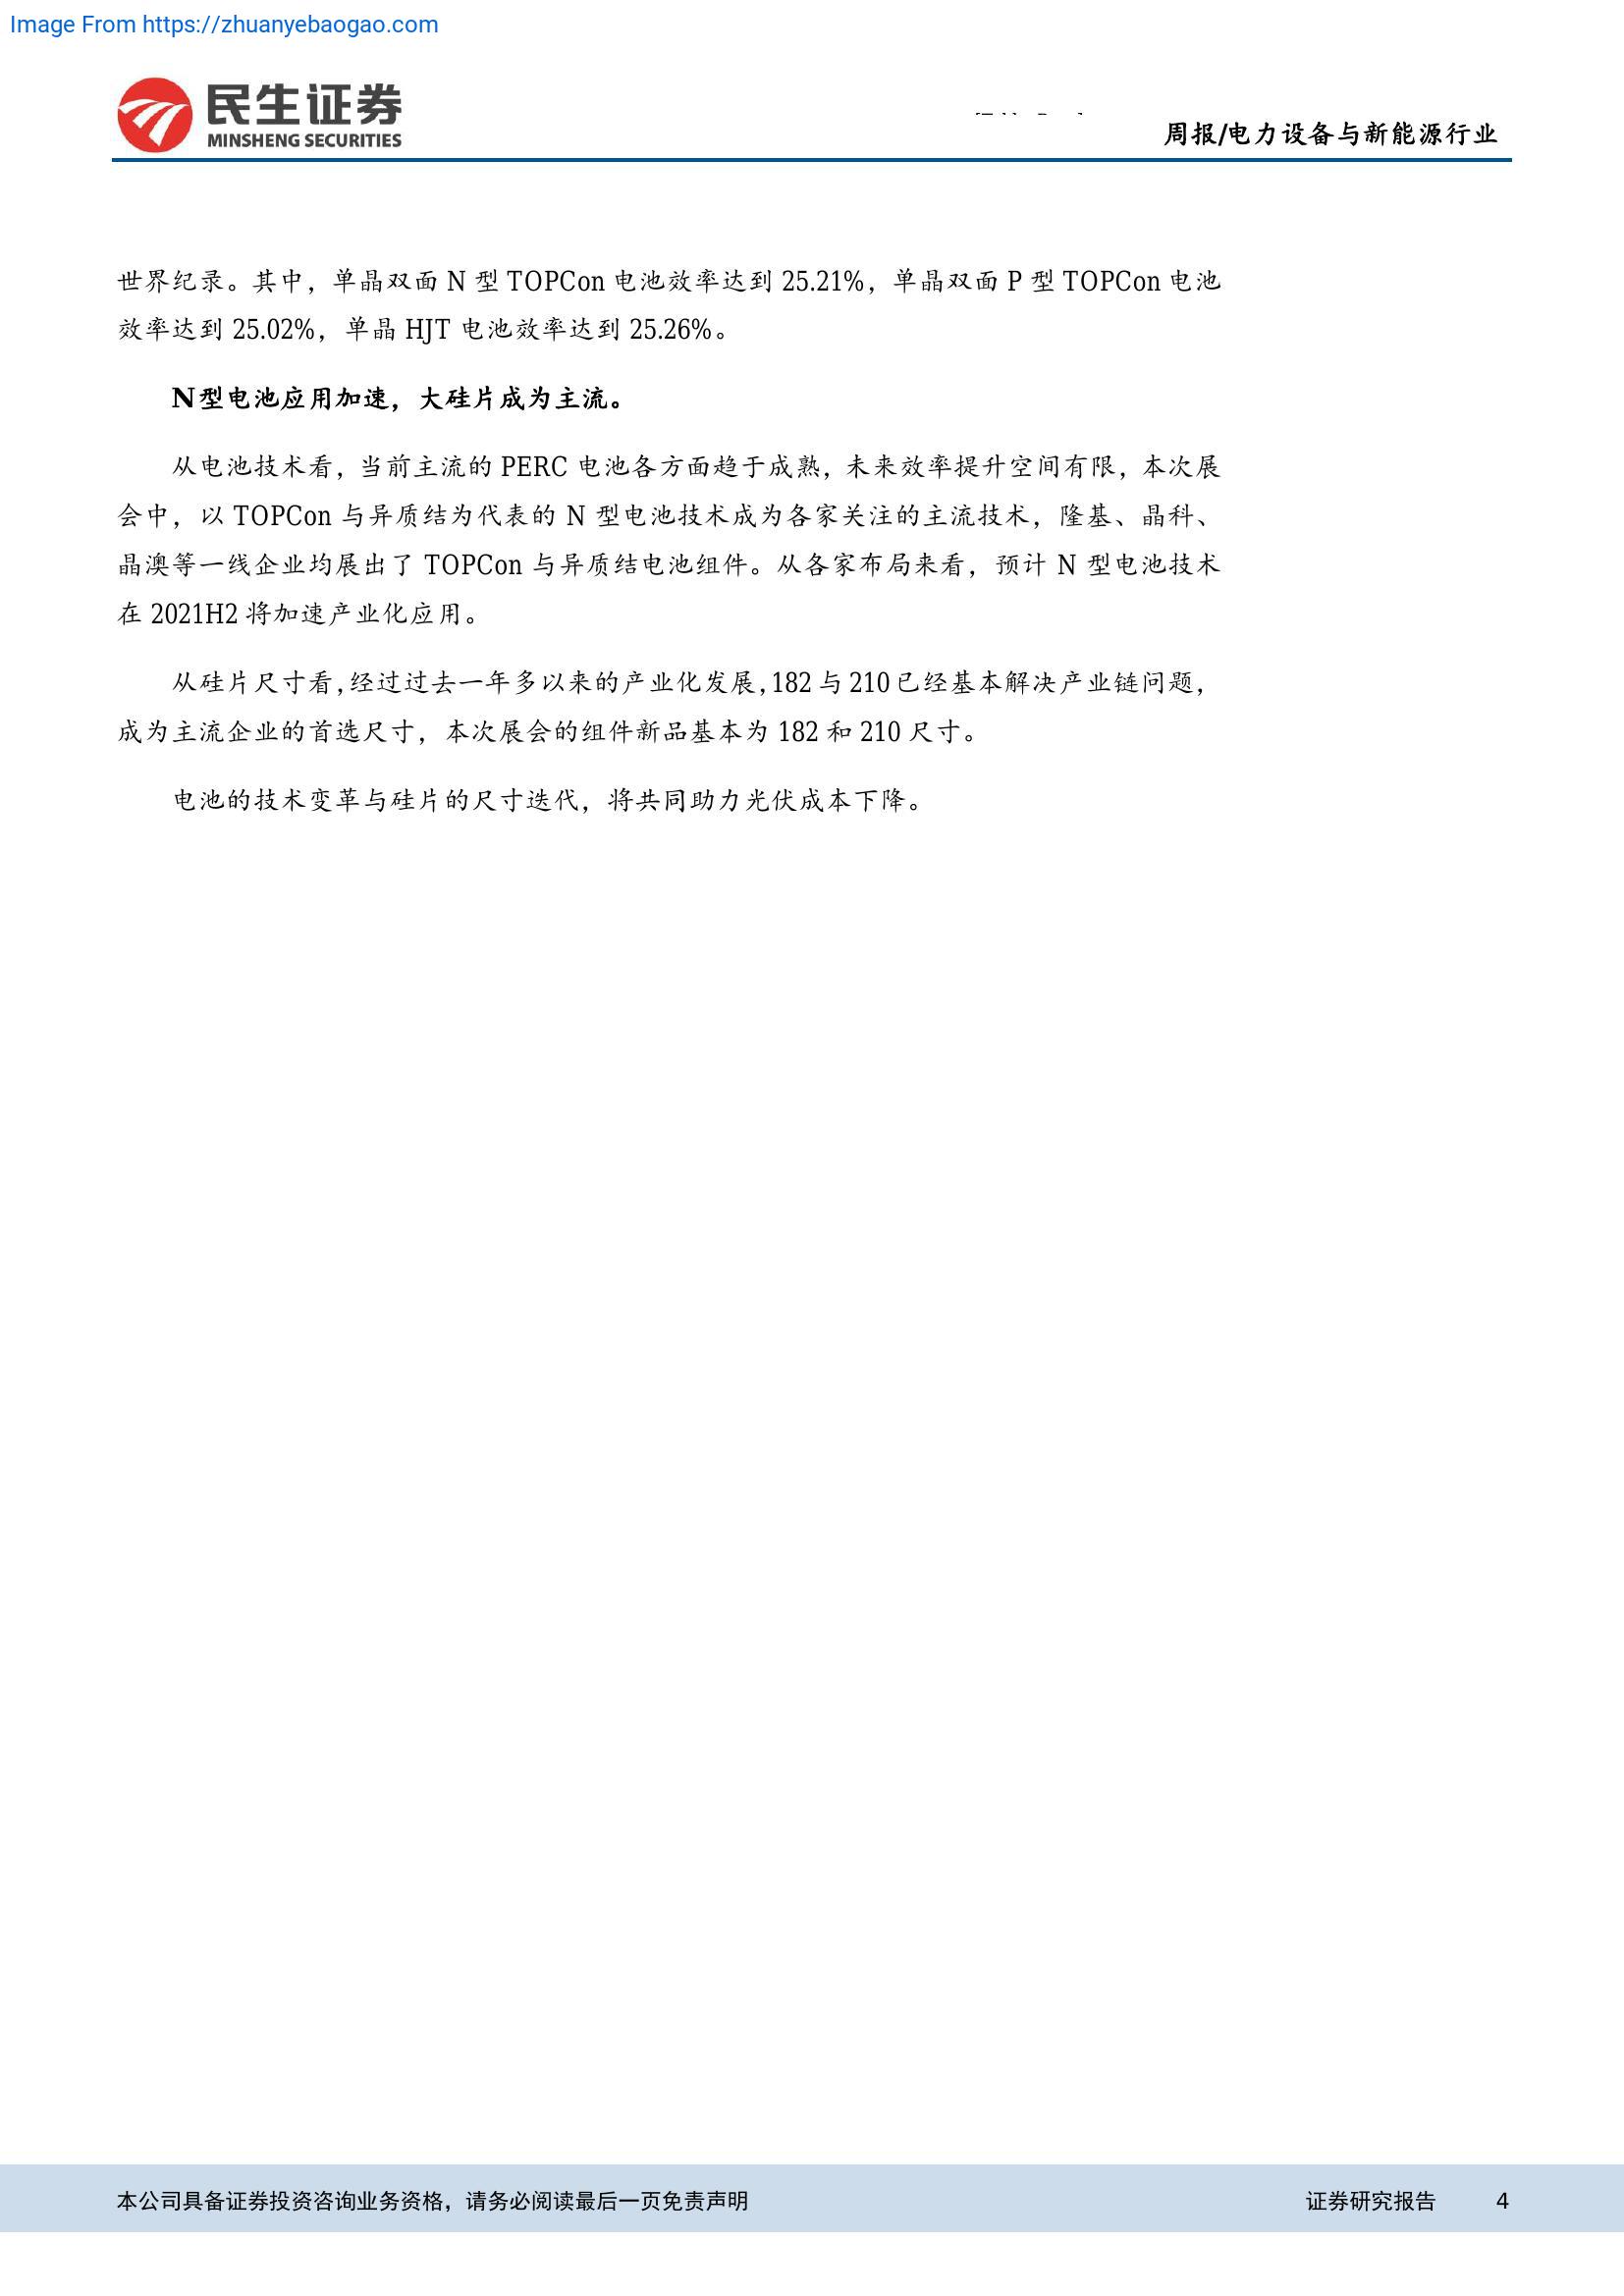 Image From https://zhuanyebaogao.com
民生证券
MINSHENG SECURITIES
周报/电力设备与新能源行业
世界纪录。其中，单晶双面 N 型 TOPCon 电池效率达到 25.21%，单晶双面 P 型 TOPCon 电池
效率达到 25.02%，单晶 HJT 电池效率达到 25.26%。
N型电池应用加速，大硅片成为主流。
从电池技术看，当前主流的 PERC 电池各方面趋于成熟，未来效率提升空间有限，本次展
会中，以 TOPCon 与异质结为代表的 N 型电池技术成为各家关注的主流技术，隆基、晶科、
晶澳等一线企业均展出了 TOPCon 与异质结电池组件。从各家布局来看，预计 N 型电池技术
在 2021H2 将加速产业化应用。
从硅片尺寸看，经过过去一年多以来的产业化发展，182 与 210 已经基本解决产业链问题，
成为主流企业的首选尺寸，本次展会的组件新品基本为 182 和 210 尺寸。
电池的技术变革与硅片的尺寸迭代，将共同助力光伏成本下降。
本公司具备证券投资咨询业务资格，请务必阅读最后一页免责声明
证券研究报告 4